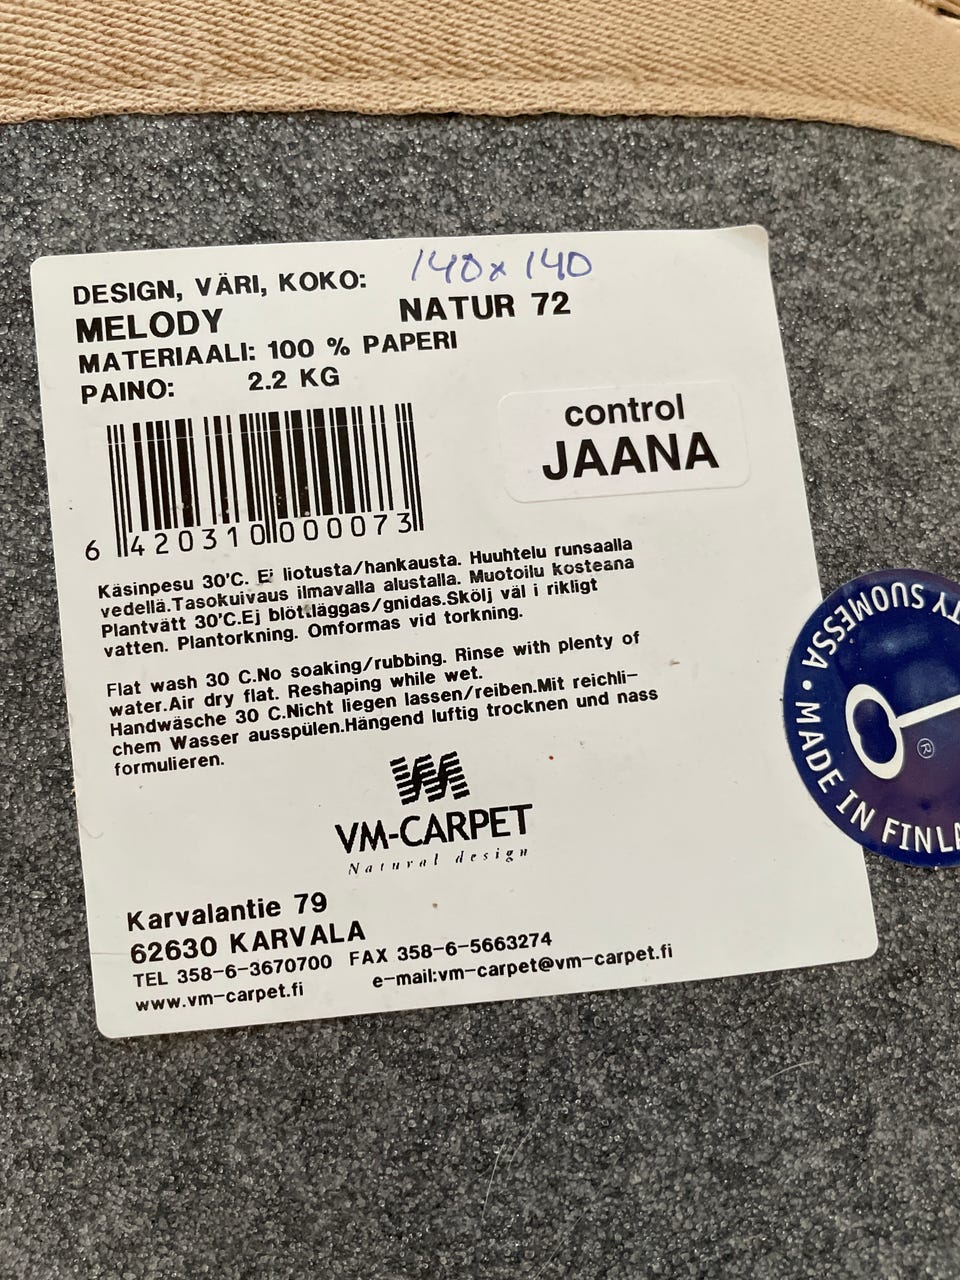 DESIGN, VÄRI, KOKO: 140x140
MELODY NATUR 72
MATERIAALI: 100 % PAPERI
PAINO: 2.2 KG
control
JAANA
6 420310 000073
Käsinpesu 30'C. Ei liotusta/hankausta. Huuhtelu runsaalla
vedellä.Tasokuivaus ilmavalla alustalla. Muotoilu kosteana
Plantvätt 30'C.Ej blöt.läggas/gnidas.Skölj väl i rikligt
vatten. Plantorkning. Omformas vid torkning.
Flat wash 30 C.No soaking/rubbing. Rinse with plenty of
water.Air dry flat. Reshaping while wet.
Handwäsche 30 C.Nicht liegen lassen/reiben.Mit reichli-
chem Wasser ausspülen.Hängend luftig trocknen und nass
formulieren.
VM-CARPET
Natural design
Karvalantie 79
62630 KARVALA
TEL 358-6-3670700 FAX 358-6-5663274
www.vm-carpet.fi e-mail:vm-carpet@vm-carpet.fi
TY SUOMESSA • MADE IN FINLA
®